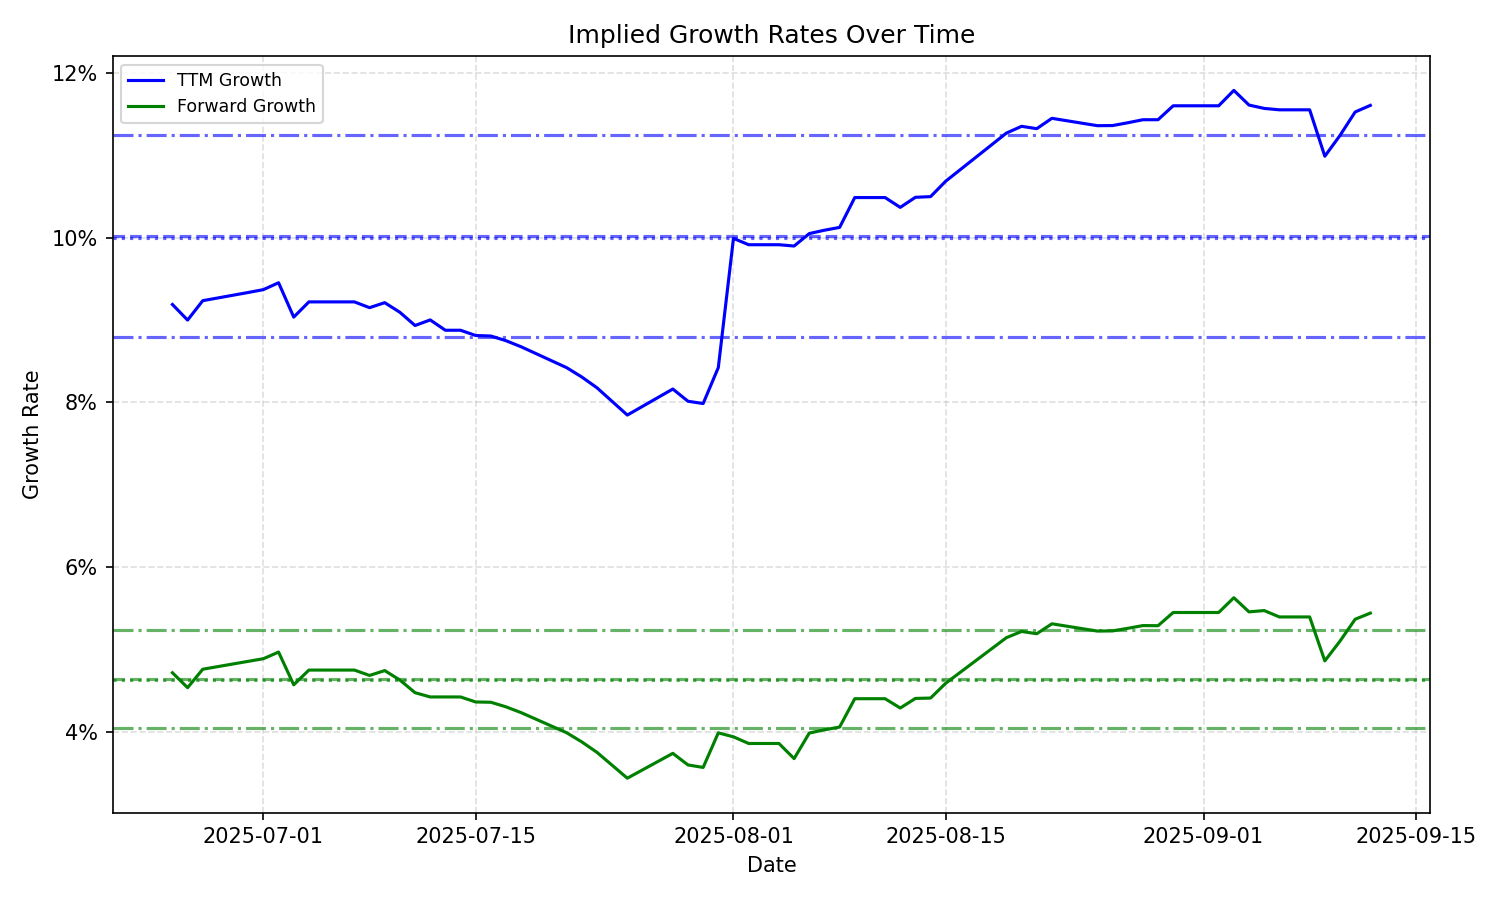 Implied Growth Rates Over Time
TTM Growth
Forward Growth
12%
10%
8%
6%
4%
Growth Rate
2025-07-01
2025-07-15
2025-08-01
2025-08-15
2025-09-01
2025-09-15
Date